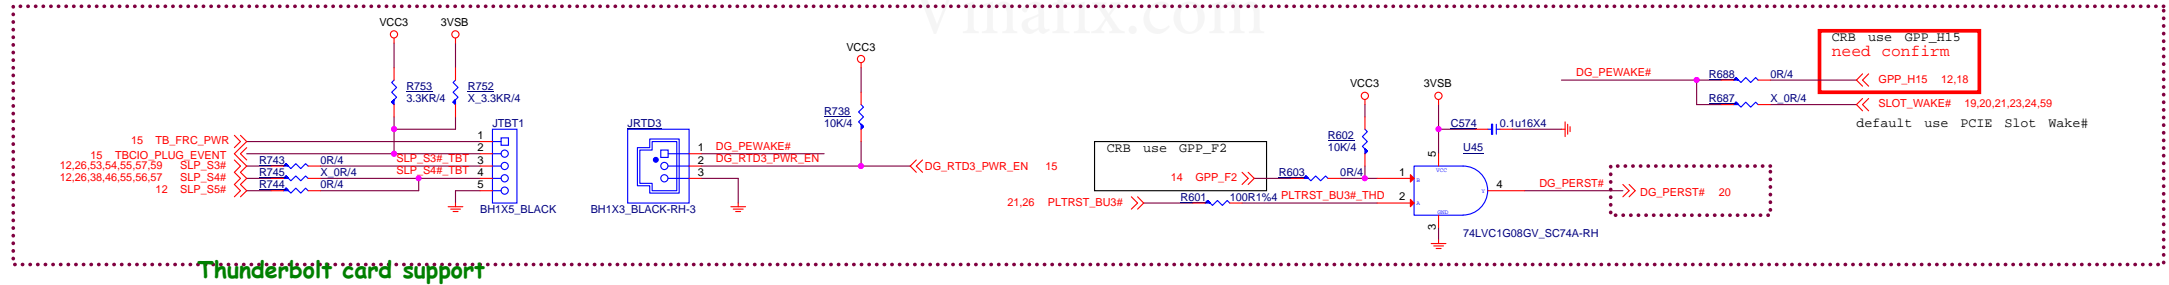 Vinafix.com
VCC3
3VSB
R753
3.3KR/4
R752
X_3.3KR/4
JTBT1
15 TB_FRC_PWR
1
15 TBCIO_PLUG_EVENT
2
12,26,53,54,55,57,59 SLP_S3#
R743
0R/4
SLP_S3#_TBT
3
12,26,38,46,55,56,57 SLP_S4#
R745
X_0R/4
SLP_S4#_TBT
4
12 SLP_S5#
R744
0R/4
5
BH1X5_BLACK
JRTD3
1
DG_PEWAKE#
2
DG_RTD3_PWR_EN
3
BH1X3_BLACK-RH-3
VCC3
R738
10K/4
DG_RTD3_PWR_EN 15
CRB use GPP_F2
14 GPP_F2
R603
0R/4
21,26 PLTRST_BU3#
R601
100R1%4
PLTRST_BU3#_THD
VCC3
R602
10K/4
3VSB
C574
0.1u16X4
U45
5
VCC
1
B
2
A
Y
4
GND
3
74LVC1G08GV_SC74A-RH
DG_PERST#
DG_PERST# 20
DG_PEWAKE#
R688
0R/4
R687
X_0R/4
CRB use GPP_H15
need confirm
GPP_H15 12,18
SLOT_WAKE# 19,20,21,23,24,59
default use PCIE Slot Wake#
Thunderbolt card support